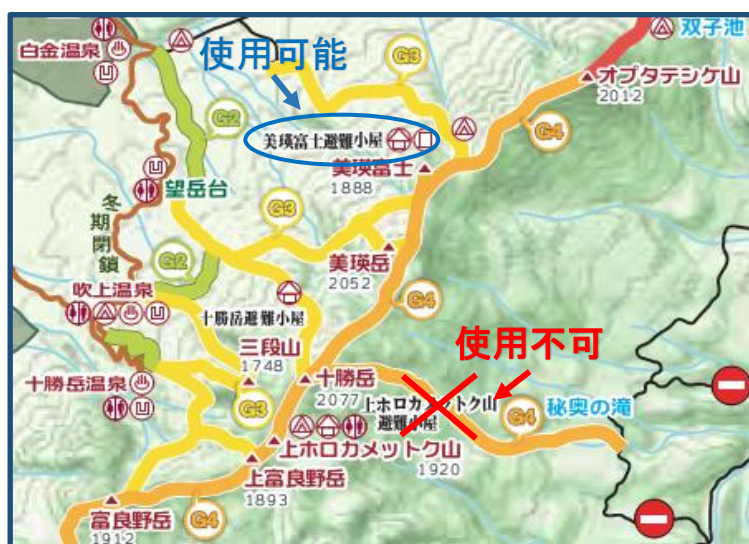 双子池
白金温泉
使用可能
G3
オプタテシケ山
2012
G2
G4
美瑛富士避難小屋
美瑛富士
1888
望岳台
冬期閉鎖
G3
G2
美瑛岳
2052
吹上温泉
G4
十勝岳避難小屋
三段山
1748
使用不可
十勝岳温泉
十勝岳
2077
G3
上ホロカメットク山
避難小屋
G4
秘奥の滝
上ホロカメットク山
1920
上富良野岳
1893
富良野岳
1912
G4